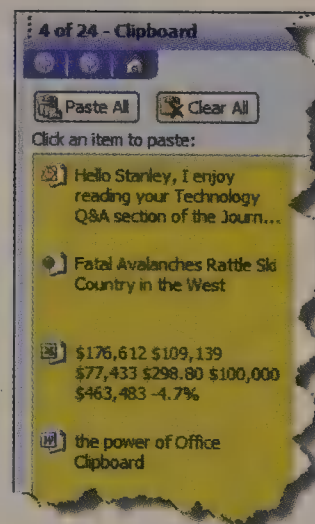 4 of 24 - Clipboard
Paste All
Clear All
Click an item to paste:
Hello Stanley, I enjoy
reading your Technology
Q&A section of the Journ...
Fatal Avalanches Rattle Ski
Country in the West
$176,612 $109,139
$77,433 $298.80 $100,000
$463,483 -4.7%
the power of Office
Clipboard